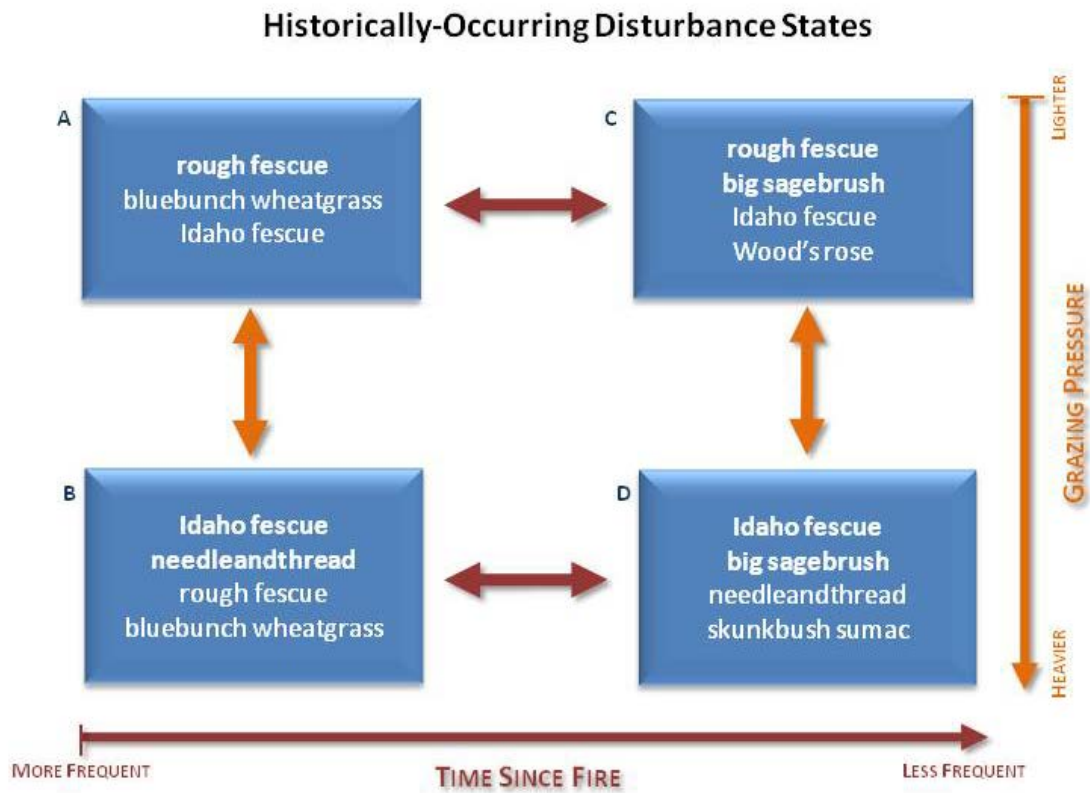 Historically-Occurring Disturbance States
A
rough fescue
bluebunch wheatgrass
Idaho fescue
C
rough fescue
big sagebrush
Idaho fescue
Wood's rose
B
Idaho fescue
needleandthread
rough fescue
bluebunch wheatgrass
D
Idaho fescue
big sagebrush
needleandthread
skunkbush sumac
LIGHTER
GRAZING PRESSURE
HEAVIER
MORE FREQUENT
TIME SINCE FIRE
LESS FREQUENT